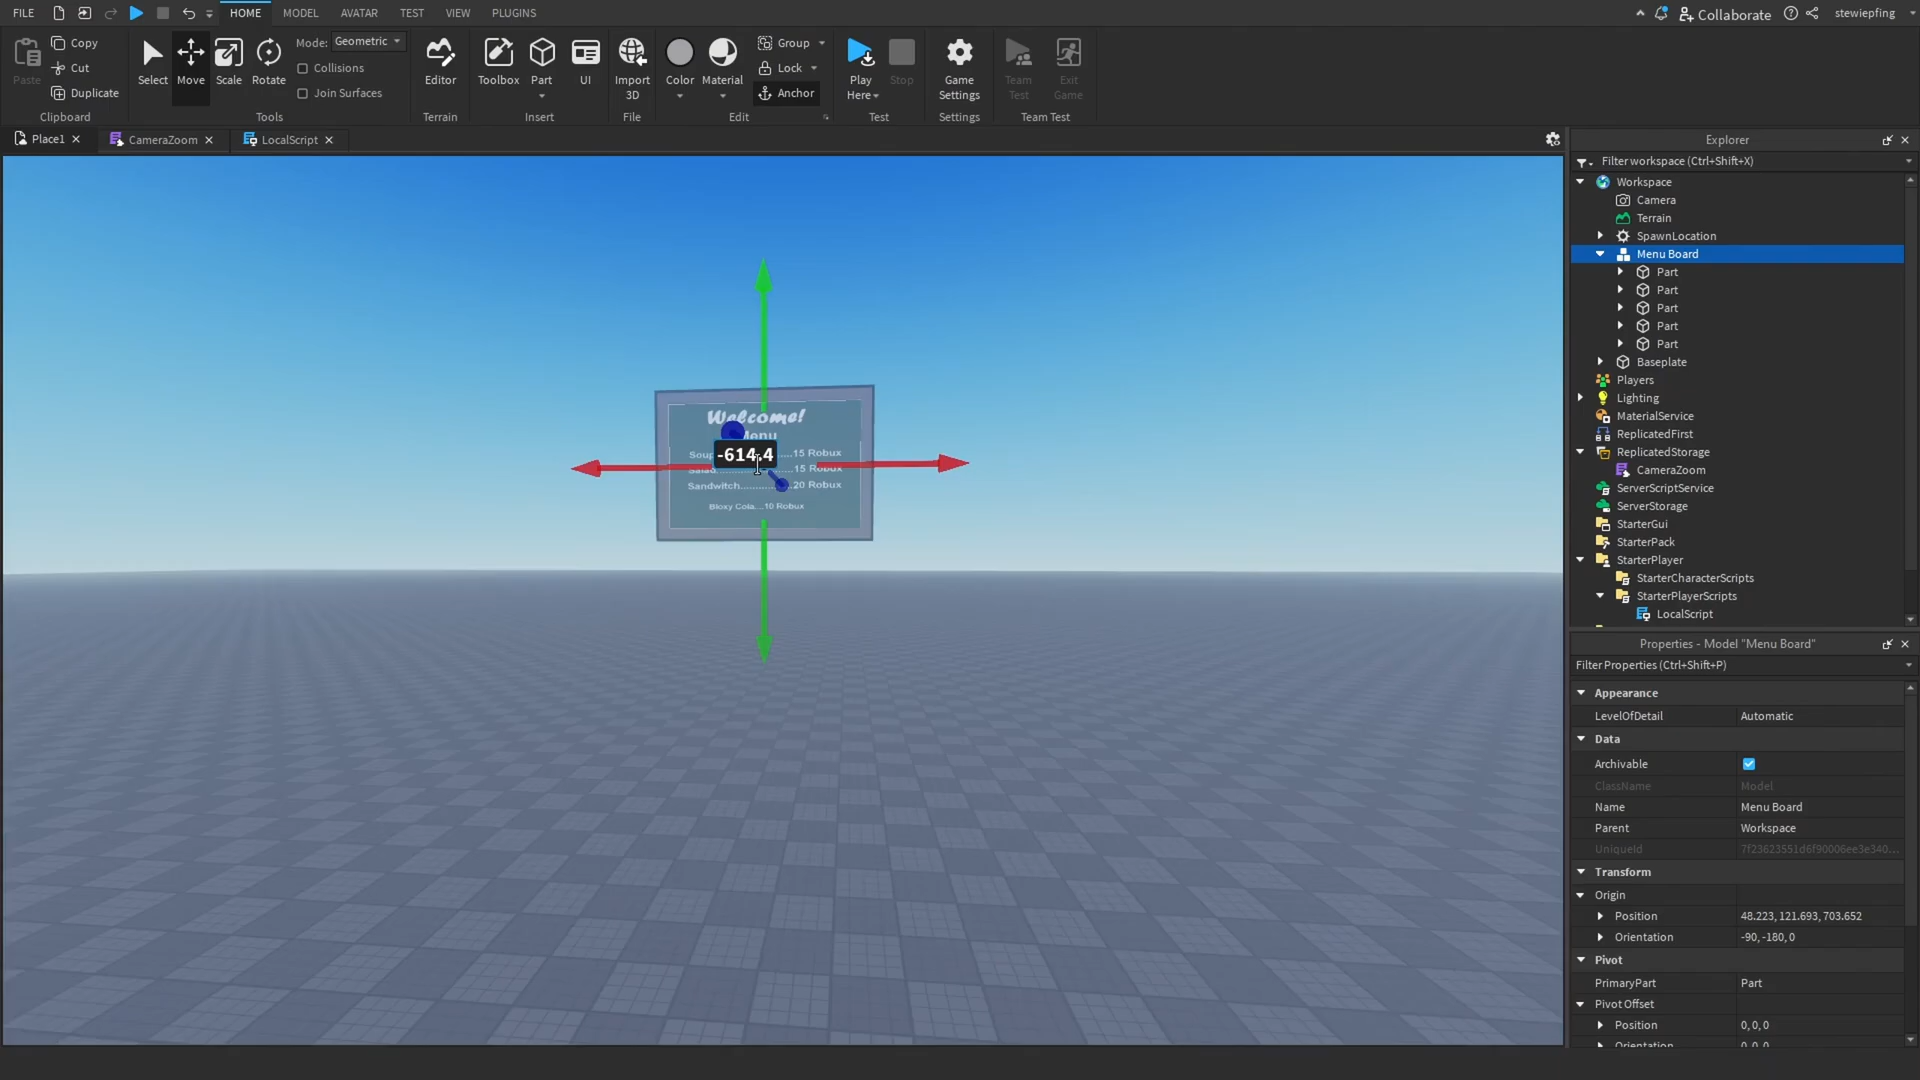 FILE HOME MODEL AVATAR TEST VIEW PLUGINS Collaborate stewiepfing
Copy Mode: Geometric Group
Cut Collisions Lock
Paste Duplicate Select Move Scale Rotate Join Surfaces Editor Toolbox Part UI Import 3D Color Material Anchor Play Here Stop Game Settings Team Test Exit Game
Clipboard Tools Terrain Insert File Edit Test Settings Team Test
Place1 CameraZoom LocalScript
Welcome!
Menu
-614.4
15 Robux
Salad 15 Robux
Sandwitch............20 Robux
Bloxy Cola....10 Robux
Explorer
Filter workspace (Ctrl+Shift+X)
Workspace
Camera
Terrain
SpawnLocation
Menu Board
Part
Part
Part
Part
Part
Baseplate
Players
Lighting
MaterialService
ReplicatedFirst
ReplicatedStorage
CameraZoom
ServerScriptService
ServerStorage
StarterGui
StarterPack
StarterPlayer
StarterCharacterScripts
StarterPlayerScripts
LocalScript
Properties - Model "Menu Board"
Filter Properties (Ctrl+Shift+P)
Appearance
LevelOfDetail Automatic
Data
Archivable
ClassName Model
Name Menu Board
Parent Workspace
UniqueId 7f23623551d6f90006ee3e340...
Transform
Origin
Position 48.223, 121.693, 703.652
Orientation -90, -180, 0
Pivot
PrimaryPart Part
Pivot Offset
Position 0, 0, 0
Orientation 0, 0, 0